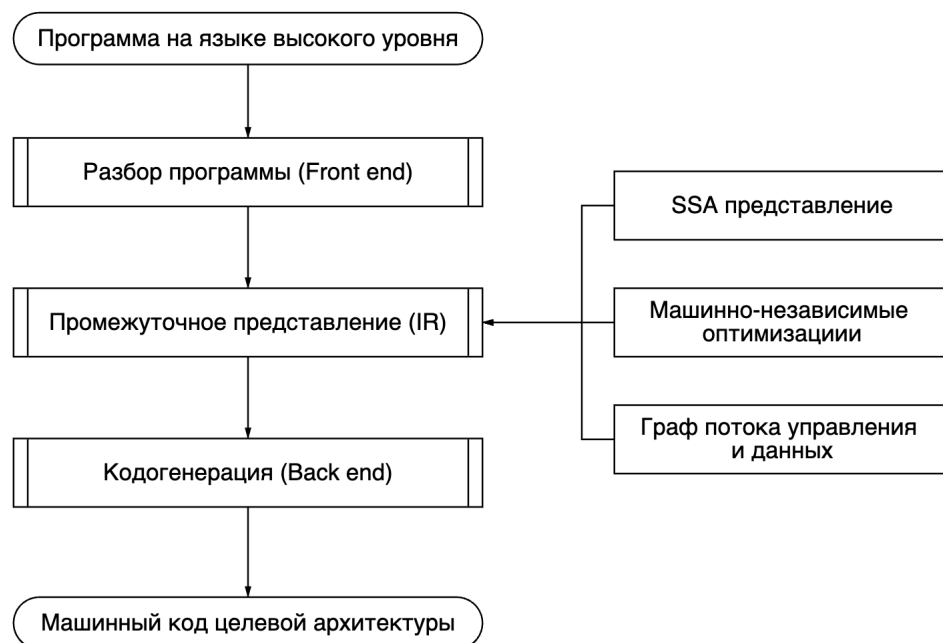 Программа на языке высокого уровня
Разбор программы (Front end)
SSA представление
Промежуточное представление (IR)
Машинно-независимые
оптимизациии
Граф потока управления
и данных
Кодогенерация (Back end)
Машинный код целевой архитектуры